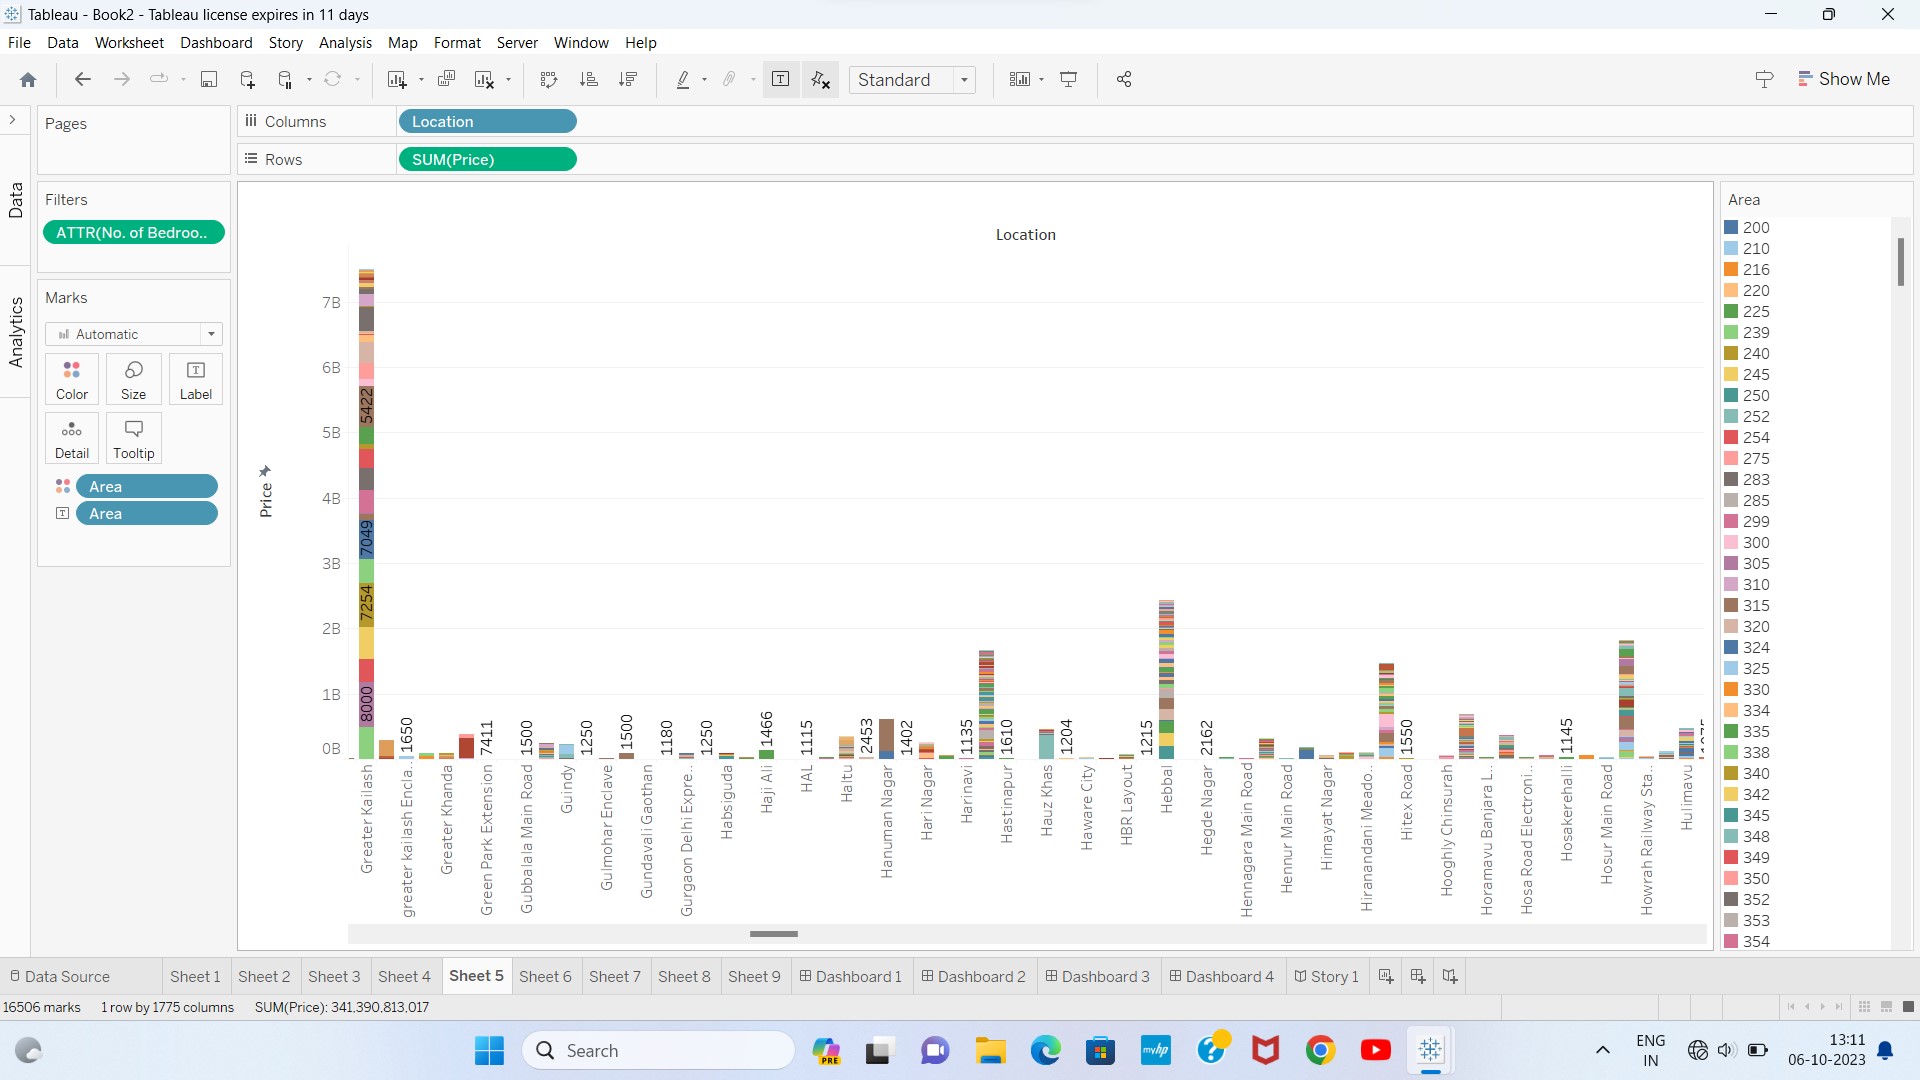 Tableau - Book2 - Tableau license expires in 11 days
File Data Worksheet Dashboard Story Analysis Map Format Server Window Help
Standard
Show Me
Data
Analytics
Pages
Filters
ATTR(No. of Bedroo..
Marks
Automatic
Color Size Label
Detail Tooltip
Area
Area
Columns Location
Rows SUM(Price)
Location
Price
7B
6B
5B
4B
3B
2B
1B
0B
5422
7049
7254
8000
1650
7411
1500
1250
1500
1180
1250
1466
1115
2453
1402
1135
1610
1204
1215
2162
1550
1145
Greater Kailash
greater kailash Encla..
Greater Khanda
Green Park Extension
Gubbalala Main Road
Guindy
Gulmohar Enclave
Gundavali Gaothan
Gurgaon Delhi Expre..
Habsiguda
Haji Ali
HAL
Haltu
Hanuman Nagar
Hari Nagar
Harinavi
Hastinapur
Hauz Khas
Haware City
HBR Layout
Hebbal
Hegde Nagar
Hennagara Main Road
Hennur Main Road
Himayat Nagar
Hiranandani Meado..
Hitex Road
Hooghly Chinsurah
Horamavu Banjara L..
Hosa Road Electroni..
Hosakerehalli
Hosur Main Road
Howrah Railway Sta..
Hulimavu
Area
200
210
216
220
225
239
240
245
250
252
254
275
283
285
299
300
305
310
315
320
324
325
330
334
335
338
340
342
345
348
349
350
352
353
354
Data Source Sheet 1 Sheet 2 Sheet 3 Sheet 4 Sheet 5 Sheet 6 Sheet 7 Sheet 8 Sheet 9 Dashboard 1 Dashboard 2 Dashboard 3 Dashboard 4 Story 1
16506 marks 1 row by 1775 columns SUM(Price): 341,390,813,017
Search
PRE
myhp
ENG
IN
13:11
06-10-2023